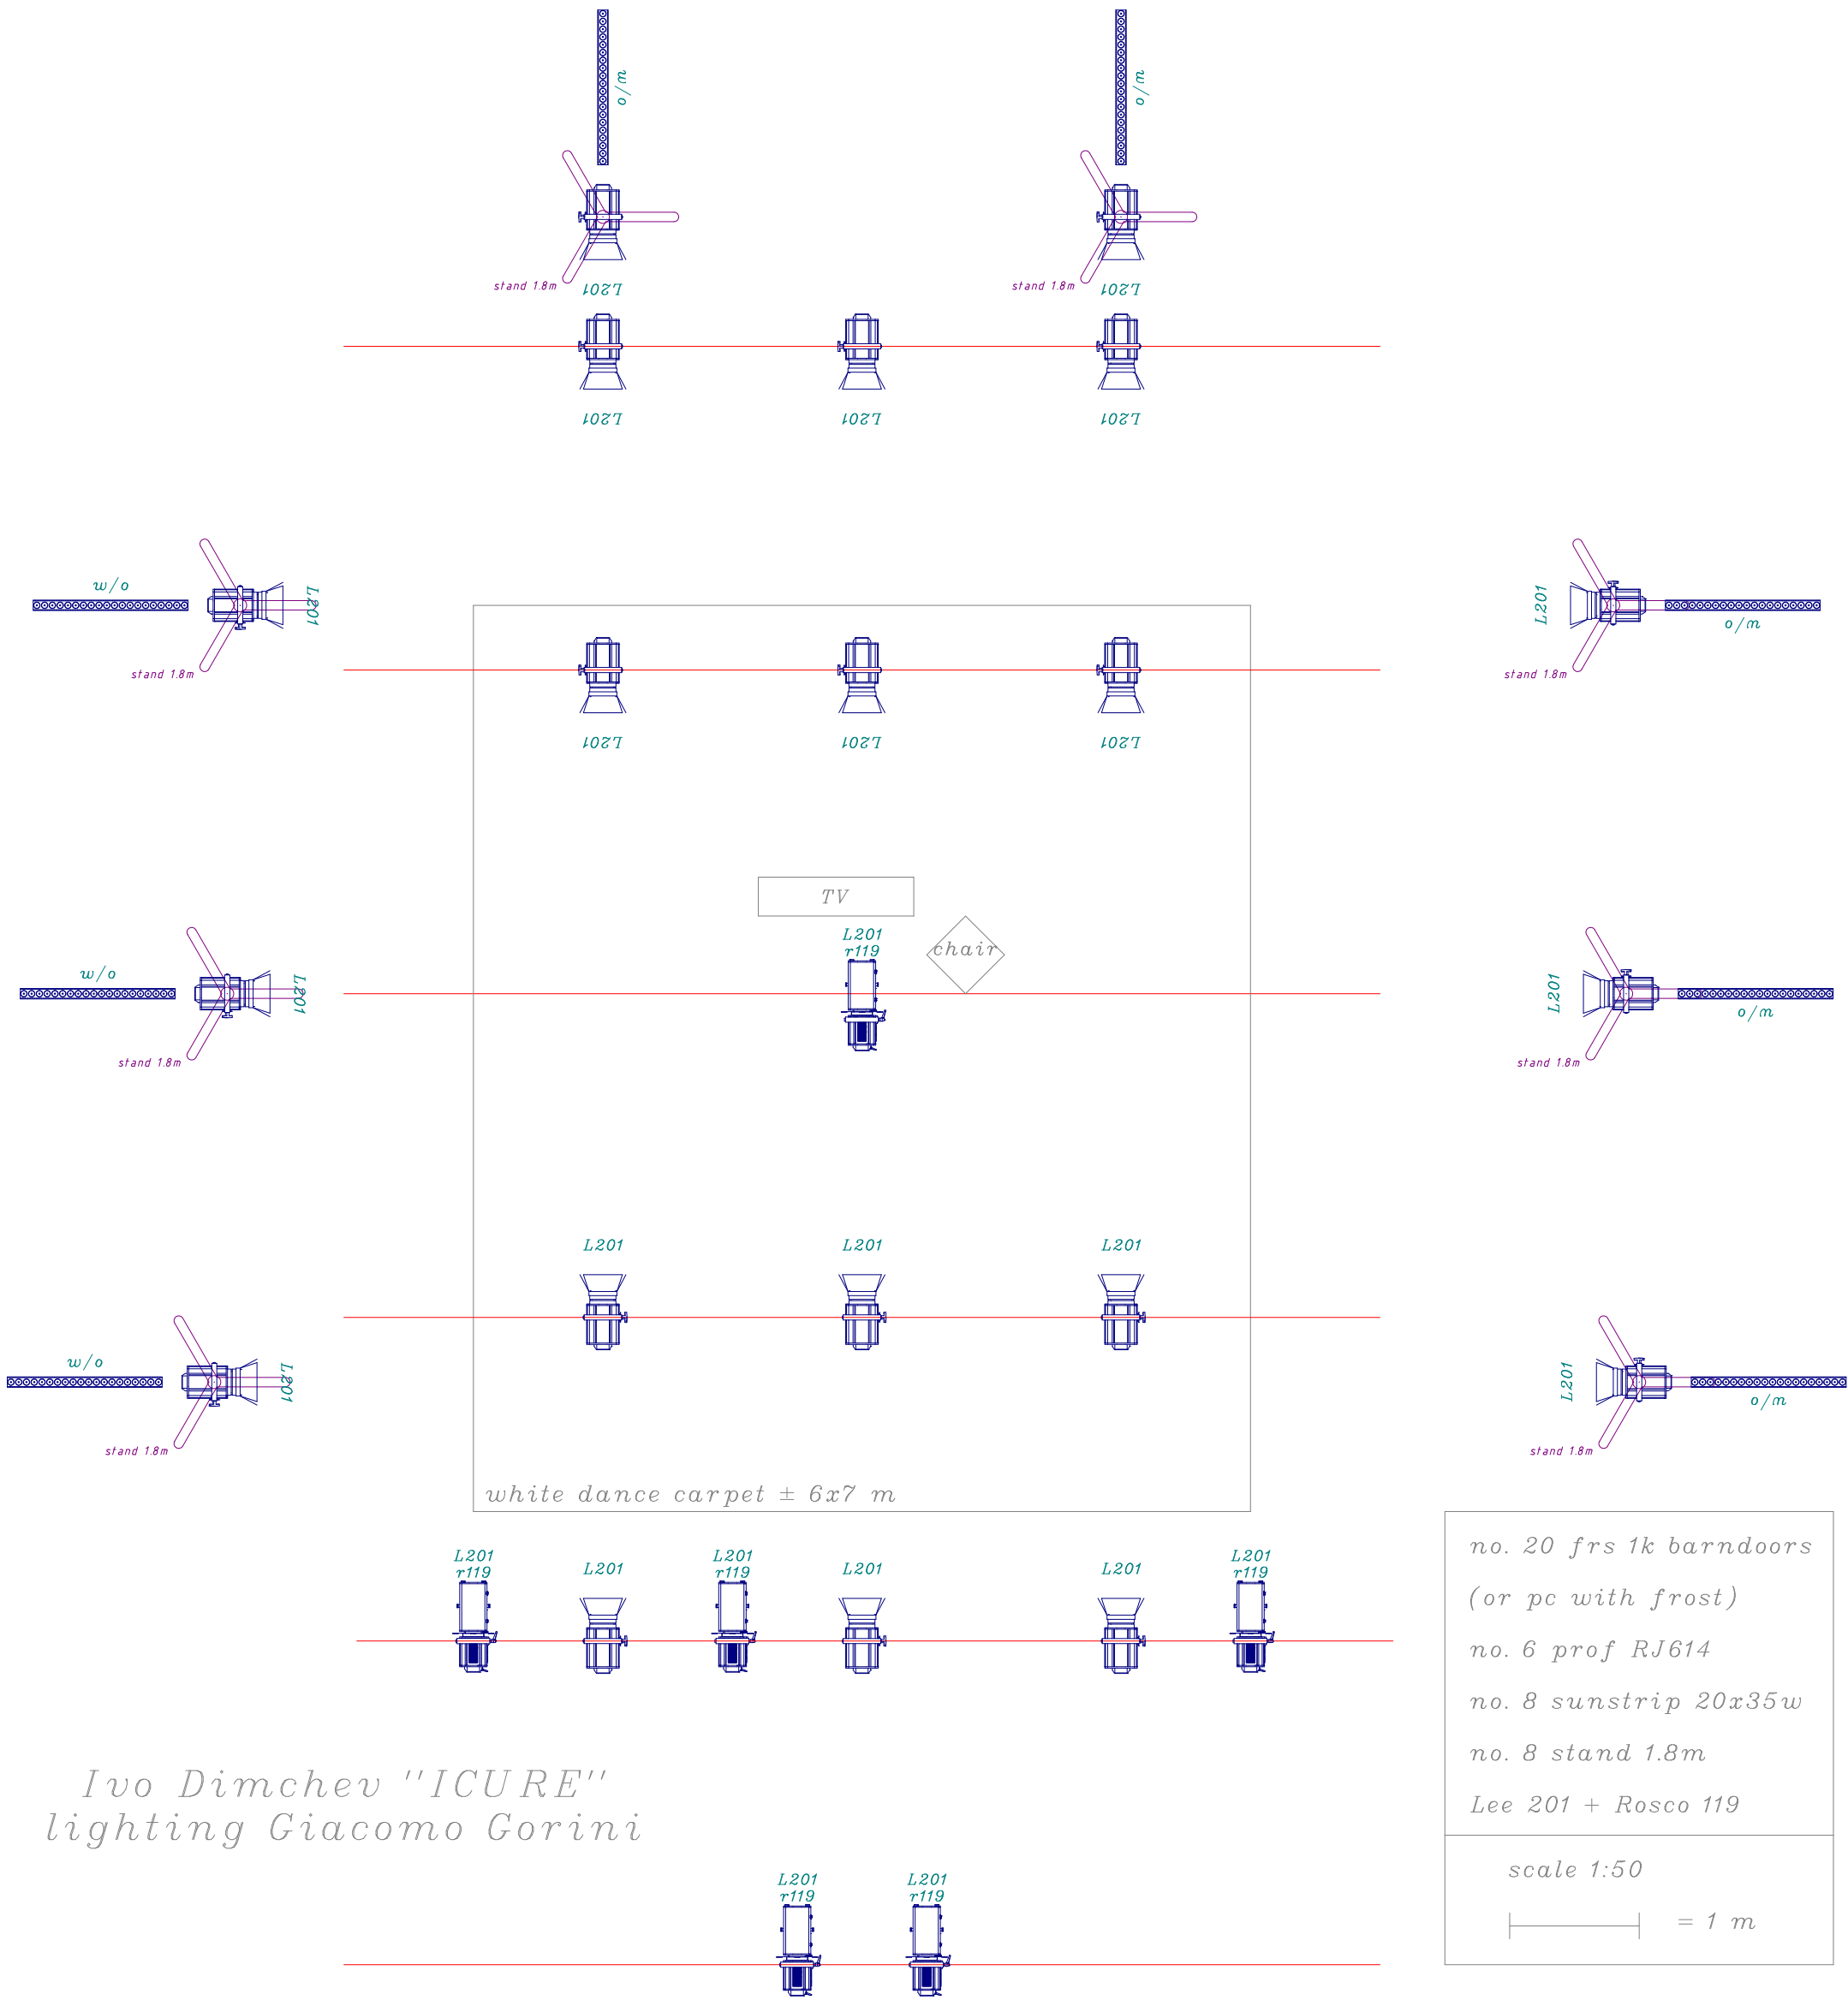 w/o
w/o
stand 1.8m
L201
stand 1.8m
L201
L201
L201
L201
w/o
L201
stand 1.8m
L201
w/o
stand 1.8m
L201
L201
L201
TV
chair
L201
r119
w/o
L201
stand 1.8m
L201
w/o
stand 1.8m
L201
L201
L201
w/o
L201
stand 1.8m
L201
w/o
stand 1.8m
white dance carpet ± 6x7 m
L201
r119
L201
L201
r119
L201
L201
L201
r119
no. 20 frs 1k barndoors
(or pc with frost)
no. 6 prof RJ614
no. 8 sunstrip 20x35w
no. 8 stand 1.8m
Lee 201 + Rosco 119
scale 1:50
= 1 m
Ivo Dimchev "ICURE"
lighting Giacomo Gorini
L201
r119
L201
r119